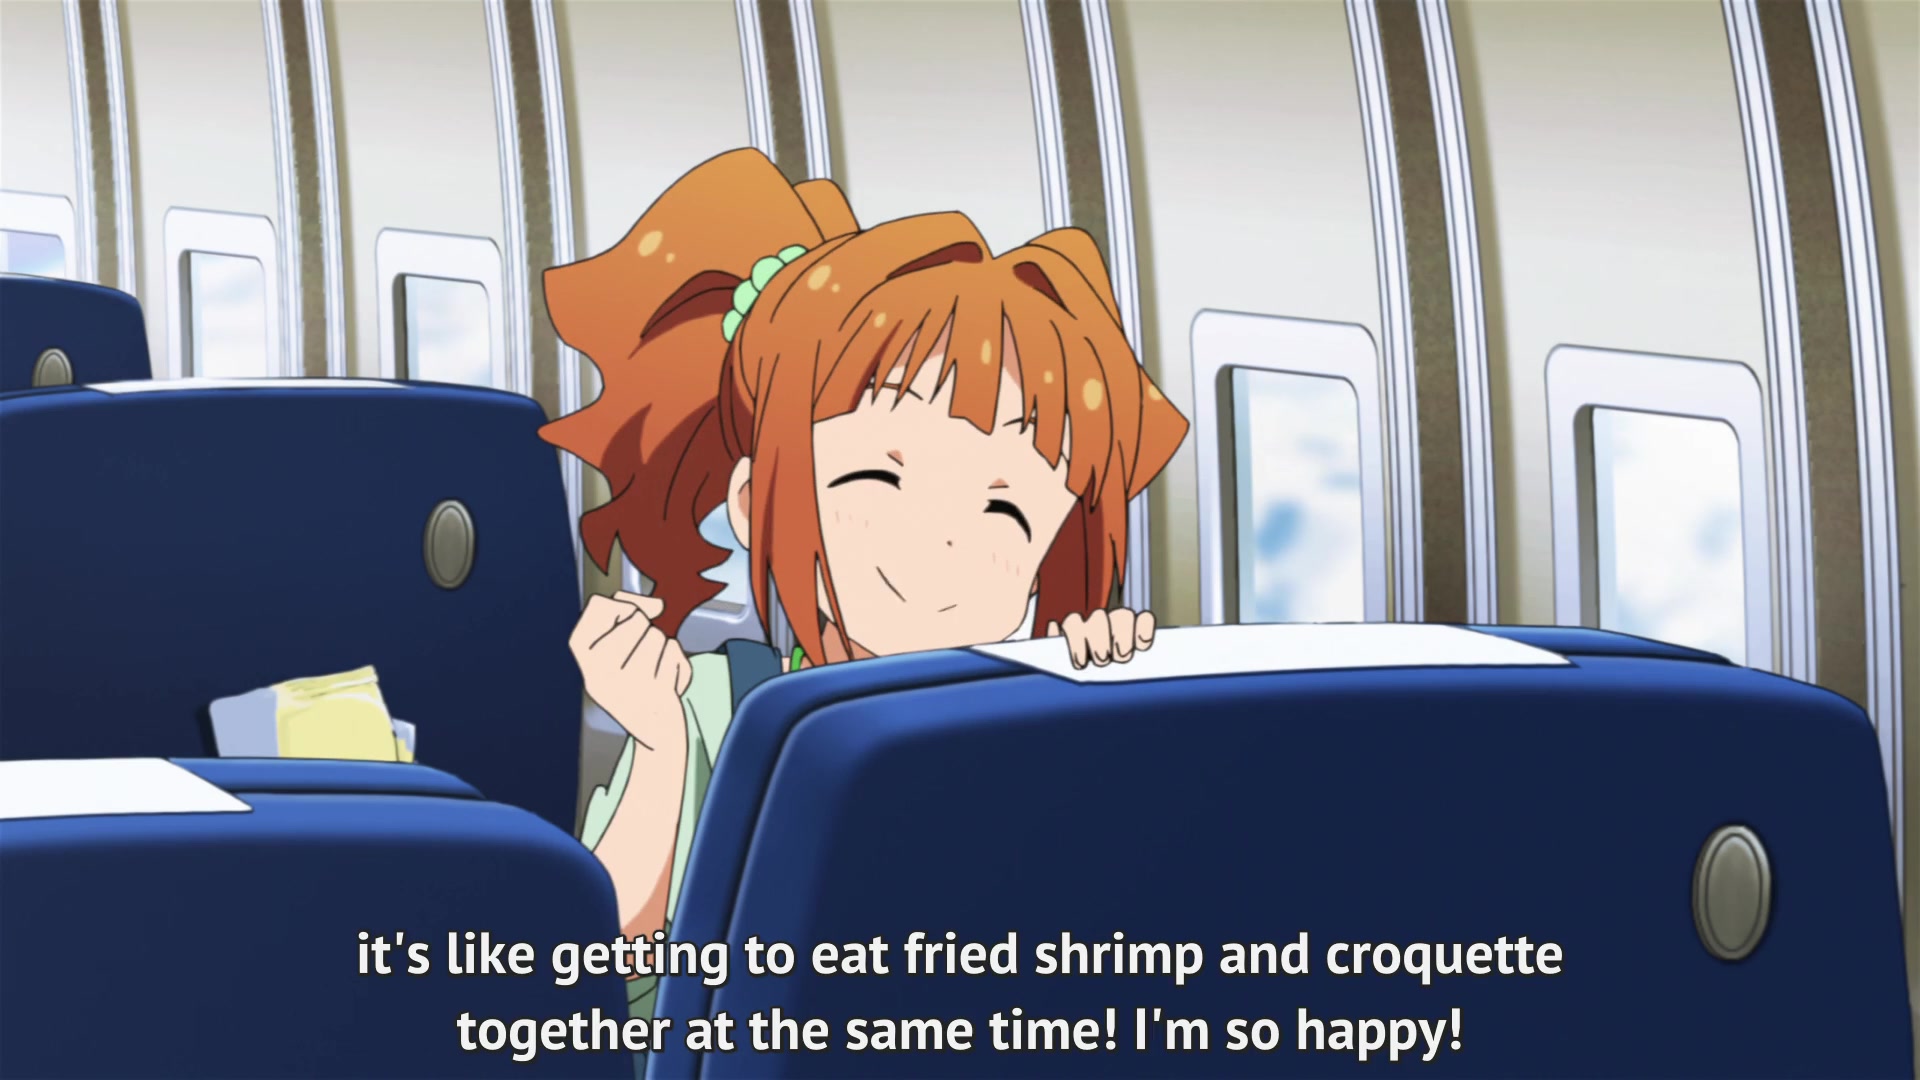 it's like getting to eat fried shrimp and croquette
together at the same time! I'm so happy!